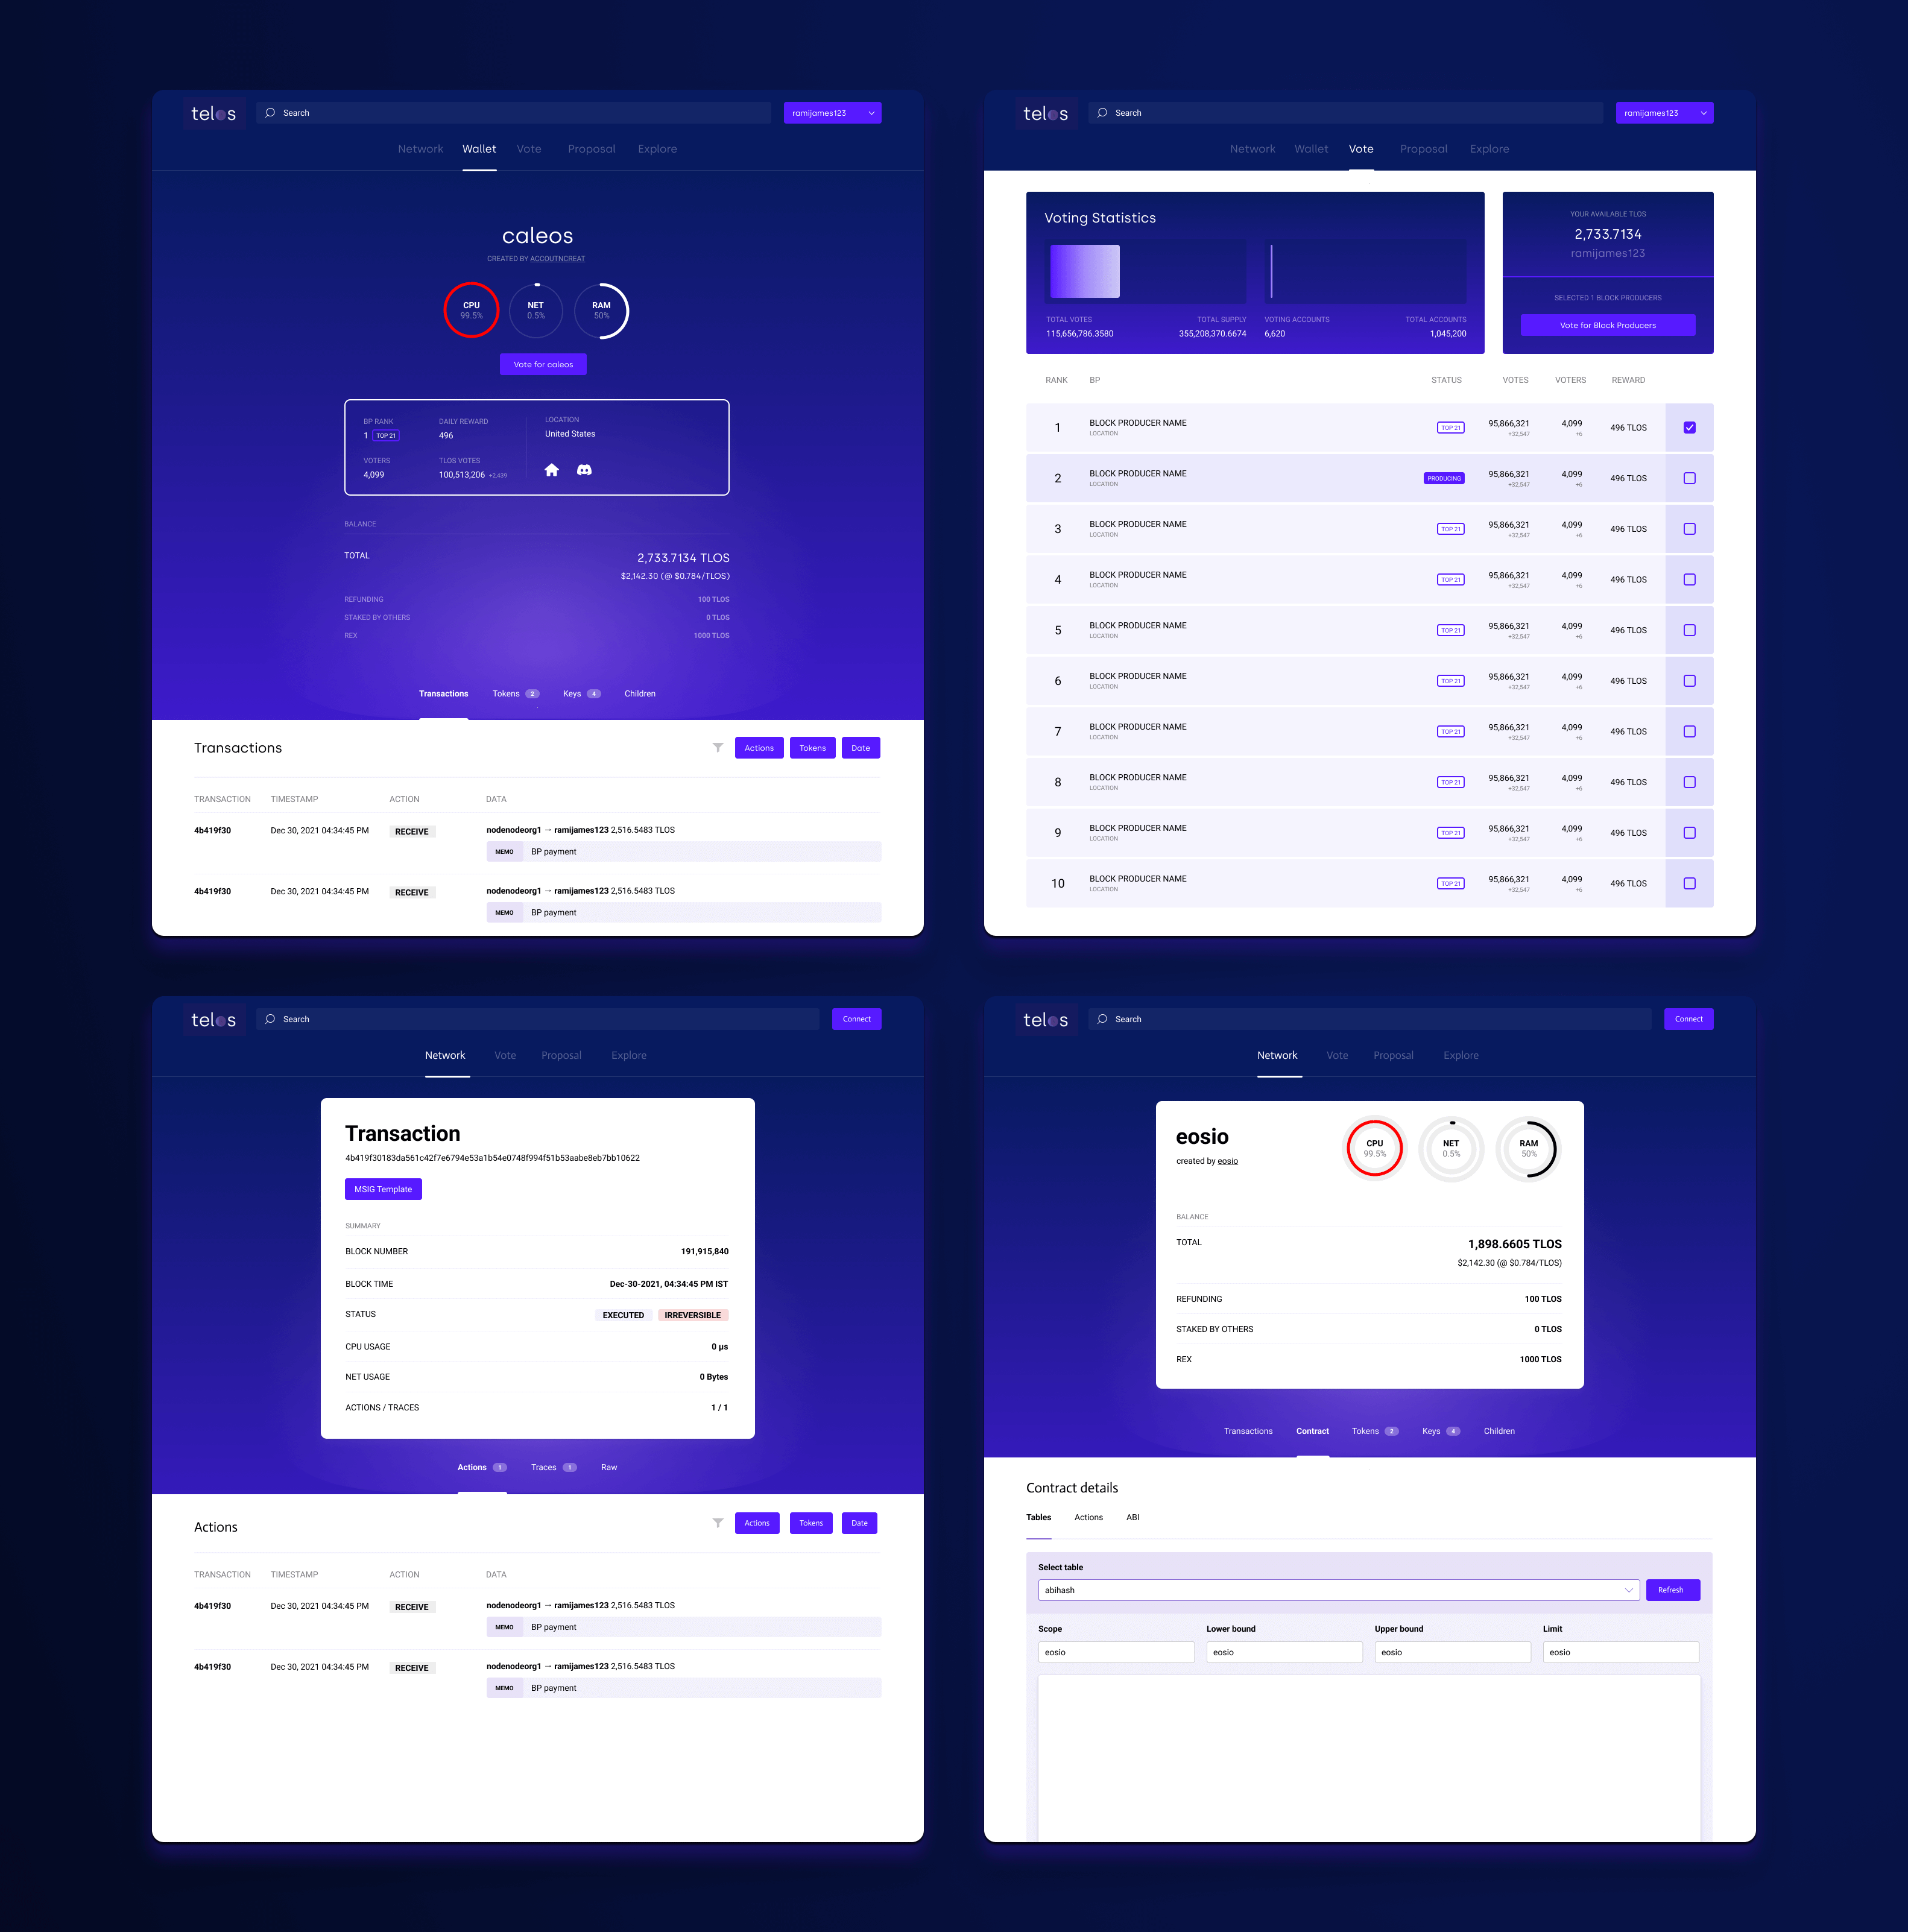 telos
Search
ramijames123
Network Wallet Vote Proposal Explore
caleos
CREATED BY ACCOUTNCREAT
CPU 99.5%
NET 0.5%
RAM 50%
Vote for caleos
BP RANK
1 TOP 21
DAILY REWARD
496
LOCATION
United States
VOTERS
4,099
TLOS VOTES
100,513,206 +2,439
BALANCE
TOTAL 2,733.7134 TLOS
$2,142.30 (@ $0.784/TLOS)
REFUNDING 100 TLOS
STAKED BY OTHERS 0 TLOS
REX 1000 TLOS
Transactions Tokens 2 Keys 4 Children
Transactions Actions Tokens Date
TRANSACTION TIMESTAMP ACTION DATA
4b419f30 Dec 30, 2021 04:34:45 PM RECEIVE nodenodeorg1 → ramijames123 2,516.5483 TLOS
MEMO BP payment
4b419f30 Dec 30, 2021 04:34:45 PM RECEIVE nodenodeorg1 → ramijames123 2,516.5483 TLOS
MEMO BP payment
telos
Search
ramijames123
Network Wallet Vote Proposal Explore
Voting Statistics
TOTAL VOTES TOTAL SUPPLY VOTING ACCOUNTS TOTAL ACCOUNTS
115,656,786.3580 355,208,370.6674 6,620 1,045,200
YOUR AVAILABLE TLOS
2,733.7134
ramijames123
SELECTED 1 BLOCK PRODUCERS
Vote for Block Producers
RANK BP STATUS VOTES VOTERS REWARD
1 BLOCK PRODUCER NAME TOP 21 95,866,321 4,099 496 TLOS
LOCATION +32,547 +6
2 BLOCK PRODUCER NAME PRODUCING 95,866,321 4,099 496 TLOS
LOCATION +32,547 +6
3 BLOCK PRODUCER NAME TOP 21 95,866,321 4,099 496 TLOS
LOCATION +32,547 +6
4 BLOCK PRODUCER NAME TOP 21 95,866,321 4,099 496 TLOS
LOCATION +32,547 +6
5 BLOCK PRODUCER NAME TOP 21 95,866,321 4,099 496 TLOS
LOCATION +32,547 +6
6 BLOCK PRODUCER NAME TOP 21 95,866,321 4,099 496 TLOS
LOCATION +32,547 +6
7 BLOCK PRODUCER NAME TOP 21 95,866,321 4,099 496 TLOS
LOCATION +32,547 +6
8 BLOCK PRODUCER NAME TOP 21 95,866,321 4,099 496 TLOS
LOCATION +32,547 +6
9 BLOCK PRODUCER NAME TOP 21 95,866,321 4,099 496 TLOS
LOCATION +32,547 +6
10 BLOCK PRODUCER NAME TOP 21 95,866,321 4,099 496 TLOS
LOCATION +32,547 +6
telos
Search
Connect
Network Vote Proposal Explore
Transaction
4b419f30183da561c42f7e6794e53a1b54e0748f994f51b53aabe8eb7bb10622
MSIG Template
SUMMARY
BLOCK NUMBER 191,915,840
BLOCK TIME Dec-30-2021, 04:34:45 PM IST
STATUS EXECUTED IRREVERSIBLE
CPU USAGE 0 µs
NET USAGE 0 Bytes
ACTIONS / TRACES 1 / 1
Actions 1 Traces 1 Raw
Actions Actions Tokens Date
TRANSACTION TIMESTAMP ACTION DATA
4b419f30 Dec 30, 2021 04:34:45 PM RECEIVE nodenodeorg1 → ramijames123 2,516.5483 TLOS
MEMO BP payment
4b419f30 Dec 30, 2021 04:34:45 PM RECEIVE nodenodeorg1 → ramijames123 2,516.5483 TLOS
MEMO BP payment
telos
Search
Connect
Network Vote Proposal Explore
eosio
created by eosio
CPU 99.5%
NET 0.5%
RAM 50%
BALANCE
TOTAL 1,898.6605 TLOS
$2,142.30 (@ $0.784/TLOS)
REFUNDING 100 TLOS
STAKED BY OTHERS 0 TLOS
REX 1000 TLOS
Transactions Contract Tokens 2 Keys 4 Children
Contract details
Tables Actions ABI
Select table
abihash Refresh
Scope Lower bound Upper bound Limit
eosio eosio eosio eosio